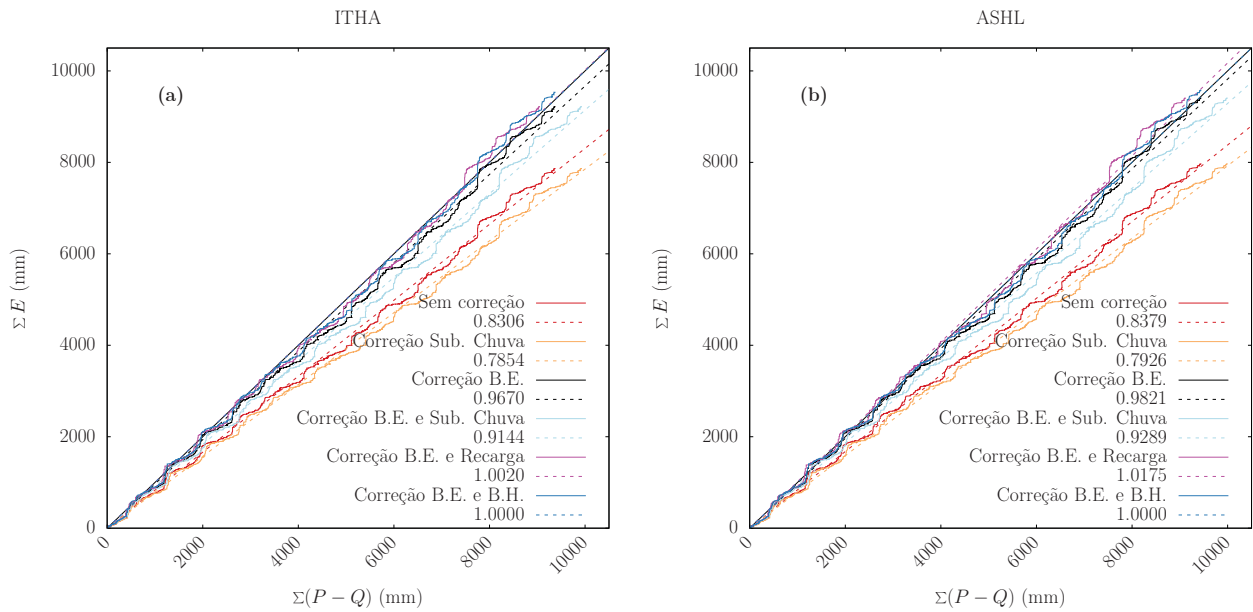 ITHA
(a)
10000
8000
6000
4000
2000
0
Σ E (mm)
Sem correção
0.8306
Correção Sub. Chuva
0.7854
Correção B.E.
0.9670
Correção B.E. e Sub. Chuva
0.9144
Correção B.E. e Recarga
1.0020
Correção B.E. e B.H.
1.0000
0
2000
4000
6000
8000
10000
Σ(P − Q) (mm)
ASHL
(b)
10000
8000
6000
4000
2000
0
Σ E (mm)
Sem correção
0.8379
Correção Sub. Chuva
0.7926
Correção B.E.
0.9821
Correção B.E. e Sub. Chuva
0.9289
Correção B.E. e Recarga
1.0175
Correção B.E. e B.H.
1.0000
0
2000
4000
6000
8000
10000
Σ(P − Q) (mm)